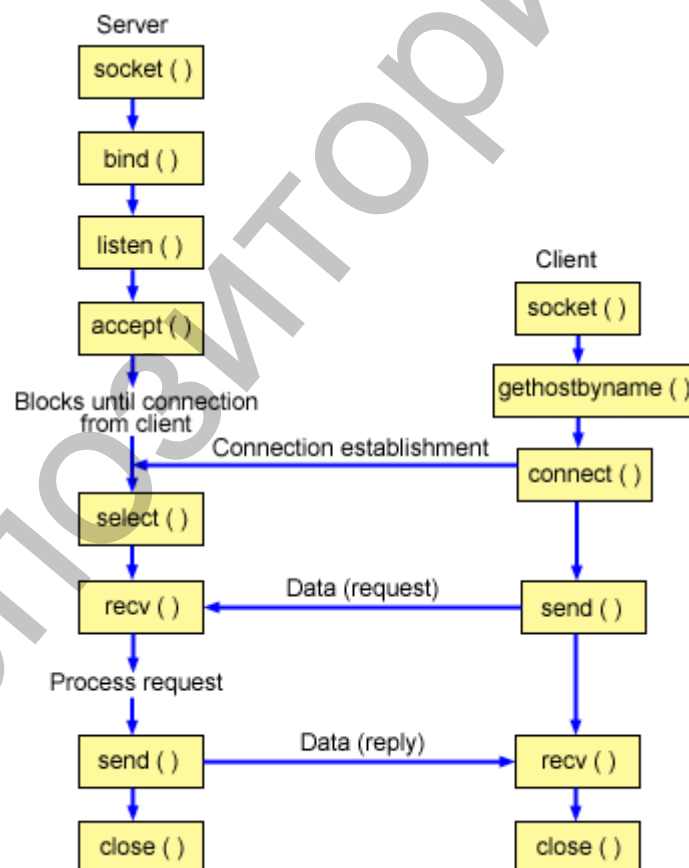 Server
socket ( )
bind ( )
listen ( )
accept ( )
Blocks until connection
from client
select ( )
recv ( )
Process request
send ( )
close ( )
Client
socket ( )
gethostbyname ( )
connect ( )
send ( )
recv ( )
close ( )
Connection establishment
Data (request)
Data (reply)